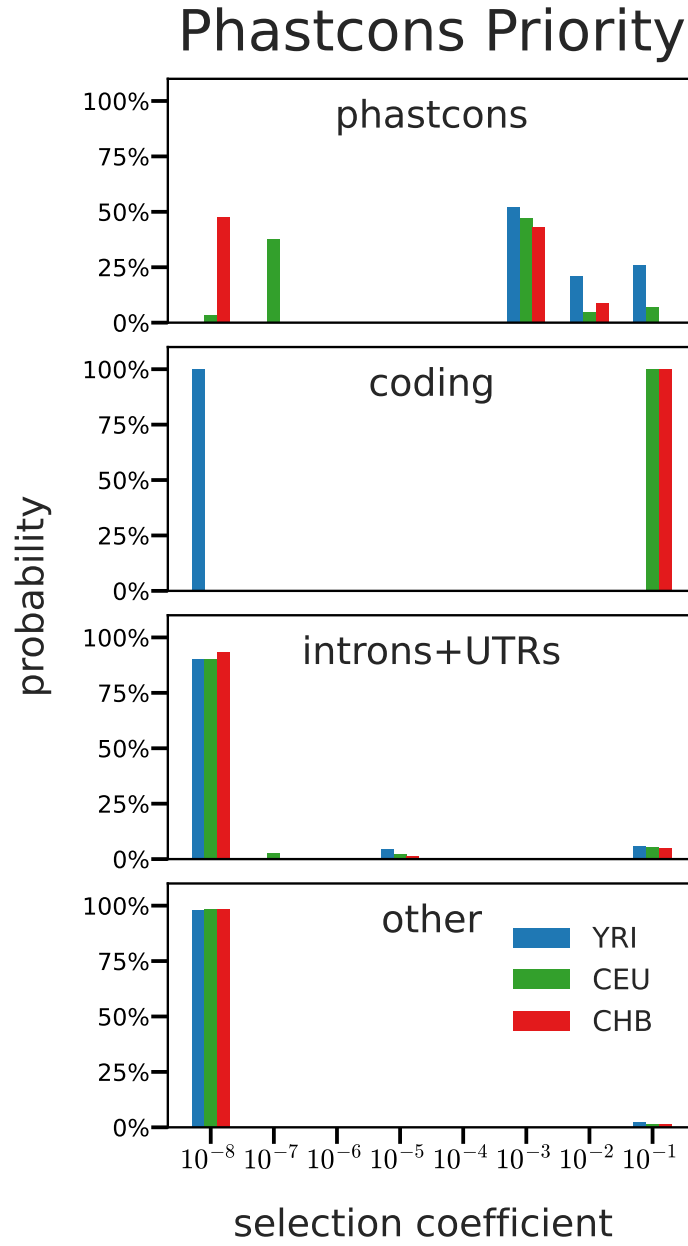 Phastcons Priority
probability
100%
phastcons
75%
50%
25%
0%
100%
coding
75%
50%
25%
0%
100%
introns+UTRs
75%
50%
25%
0%
100%
other
YRI
75%
CEU
50%
CHB
25%
0%
10⁻⁸ 10⁻⁷ 10⁻⁶ 10⁻⁵ 10⁻⁴ 10⁻³ 10⁻² 10⁻¹
selection coefficient